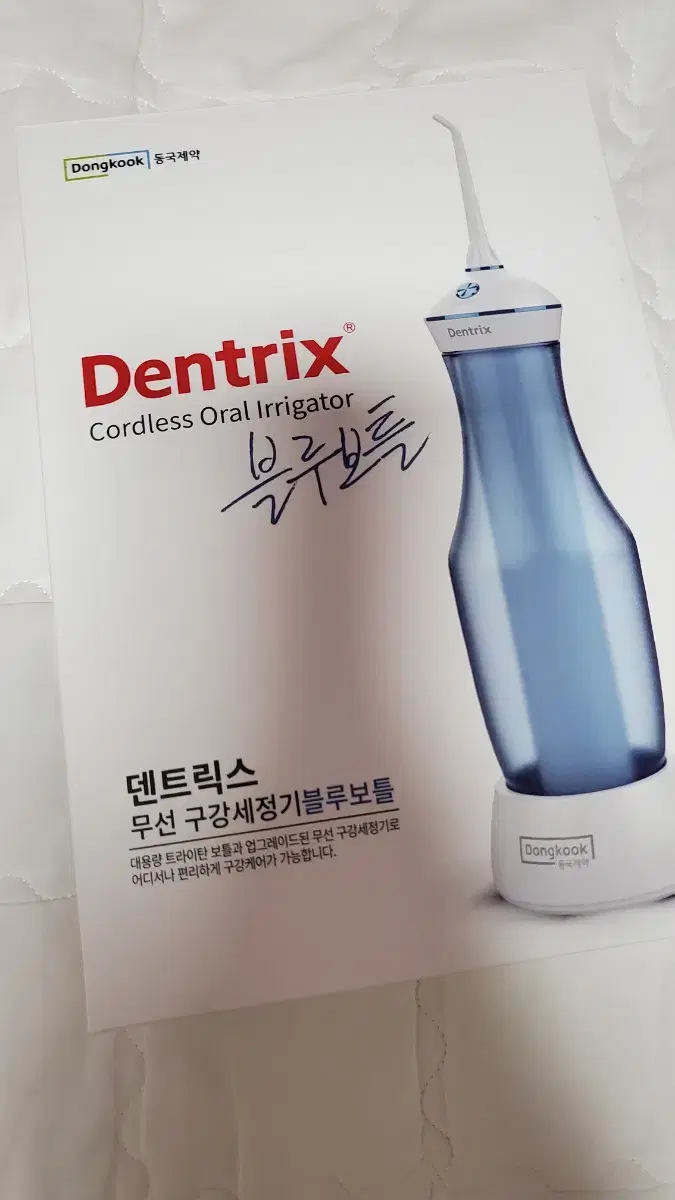 Dongkook 동국제약
Dentrix®
Cordless Oral Irrigator
블루보틀
Dentrix
덴트릭스
무선 구강세정기블루보틀
대용량 트라이탄 보틀과 업그레이드된 무선 구강세정기로
어디서나 편리하게 구강케어가 가능합니다.
Dongkook
동국제약